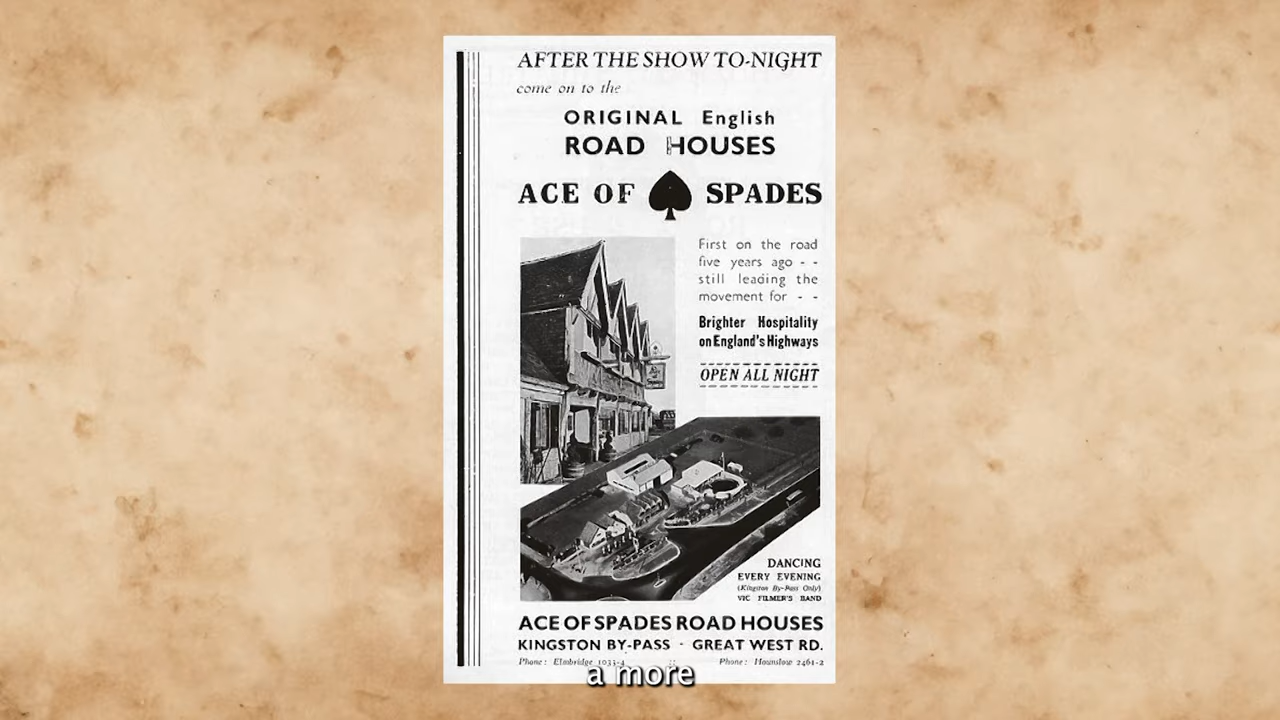 AFTER THE SHOW TO-NIGHT
come on to the
ORIGINAL English
ROAD HOUSES
ACE OF SPADES
First on the road
five years ago - -
still leading the
movement for - -
Brighter Hospitality
on England's Highways
OPEN ALL NIGHT
DANCING
EVERY EVENING
(Kingston By-Pass Only)
VIC FILMER'S BAND
ACE OF SPADES ROAD HOUSES
KINGSTON BY-PASS - GREAT WEST RD.
Phone: Elmbridge 1033-4 :: Phone: Hounslow 2461-2
a more